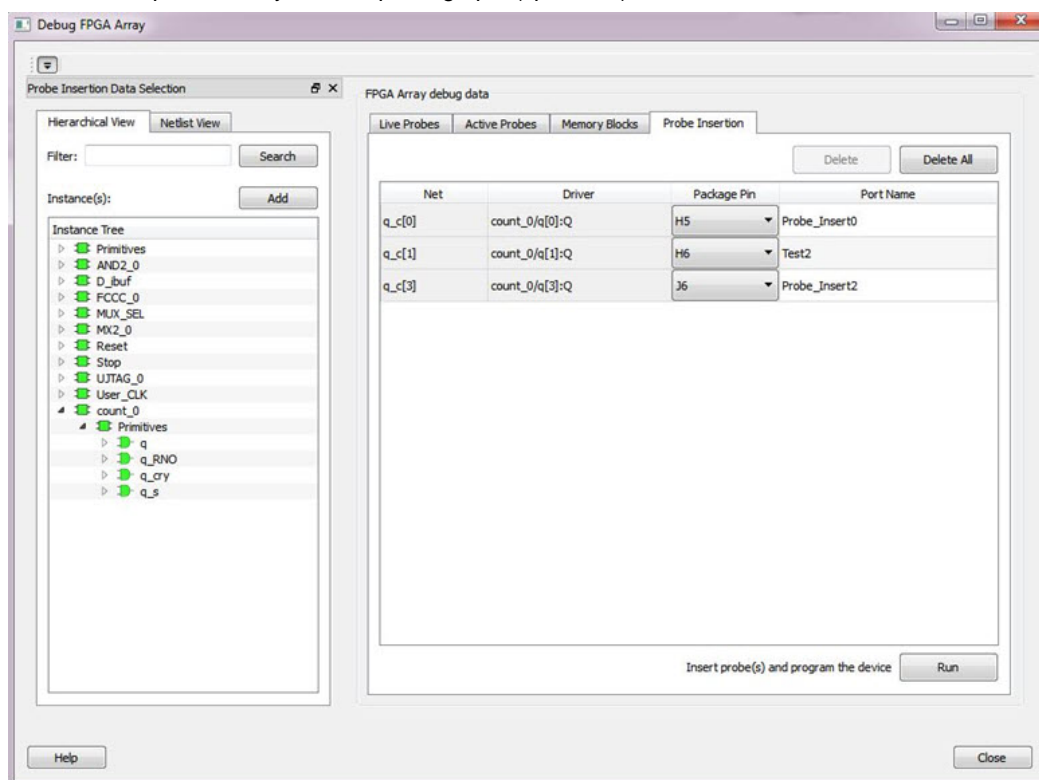 Debug FPGA Array
Probe Insertion Data Selection
Hierarchical View Netlist View
Filter: Search
Instance(s): Add
Instance Tree
Primitives
AND2_0
D_ibuf
FCCC_0
MUX_SEL
MX2_0
Reset
Stop
UJTAG_0
User_CLK
count_0
Primitives
q
q_RNO
q_cry
q_s
FPGA Array debug data
Live Probes Active Probes Memory Blocks Probe Insertion
Delete Delete All
Net Driver Package Pin Port Name
q_c[0] count_0/q[0]:Q H5 Probe_Insert0
q_c[1] count_0/q[1]:Q H6 Test2
q_c[3] count_0/q[3]:Q J6 Probe_Insert2
Insert probe(s) and program the device Run
Help Close